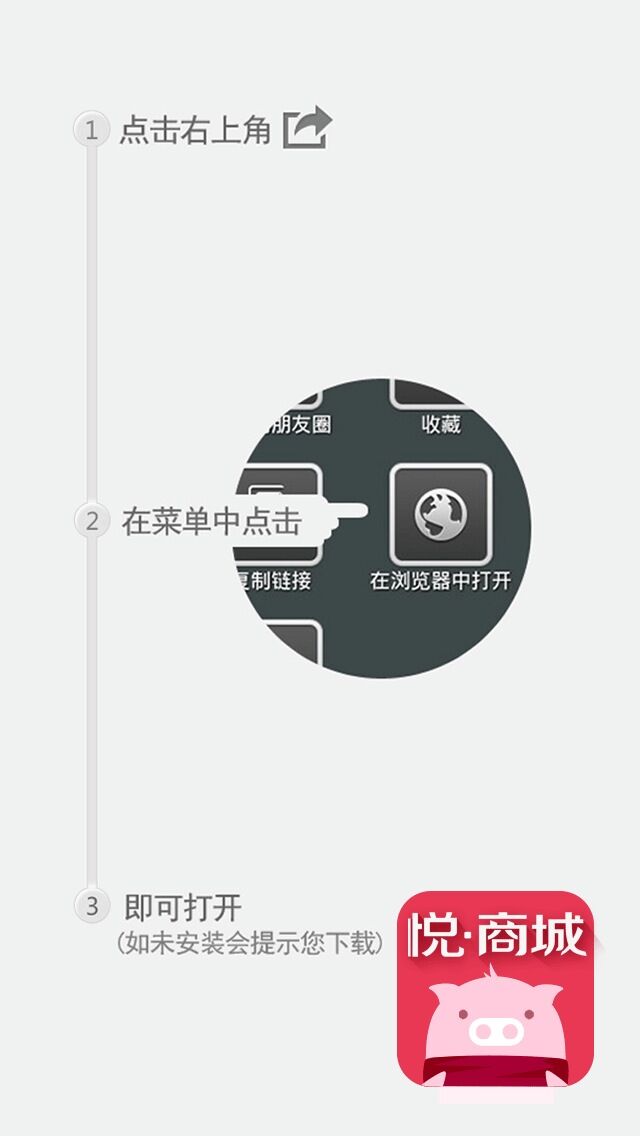 1 点击右上角
朋友圈 收藏
2 在菜单中点击
复制链接 在浏览器中打开
3 即可打开
(如未安装会提示您下载)
悦·商城